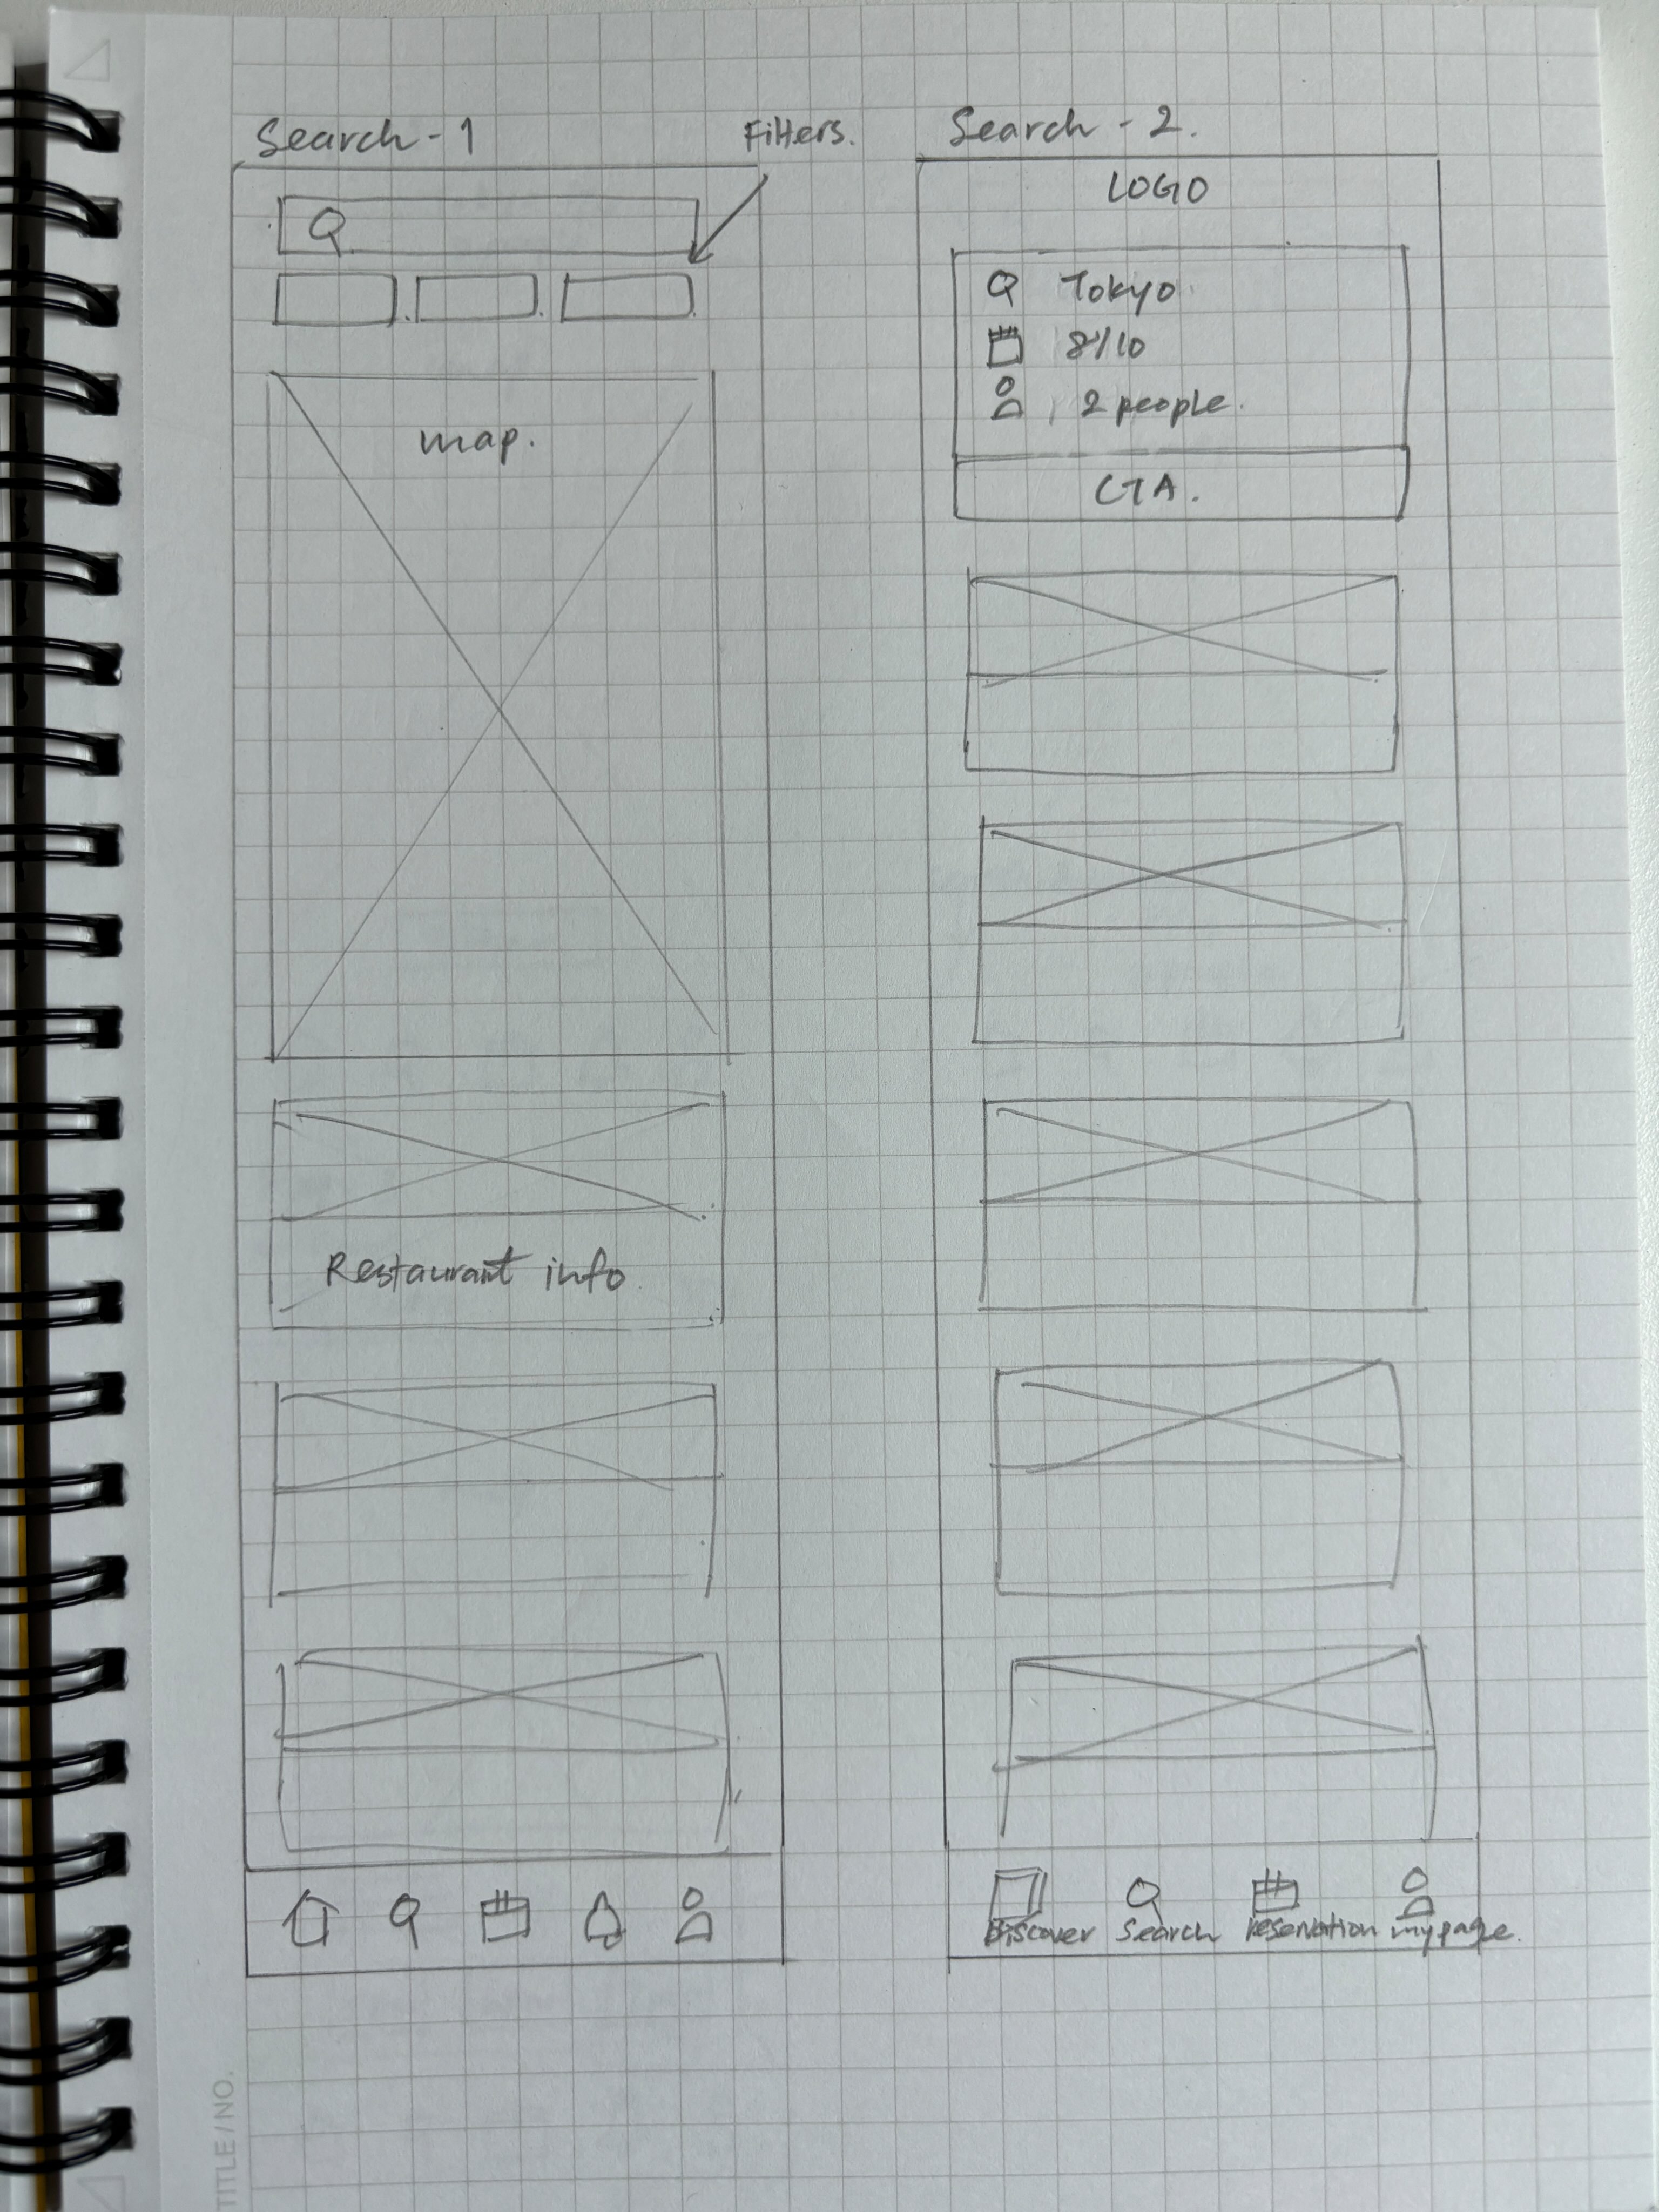 Search - 1
Filters.
map.
Restaurant info
Search - 2.
LOGO
Tokyo
8/10
2 people.
CTA.
Discover Search Reservation mypage.
TITLE / NO.